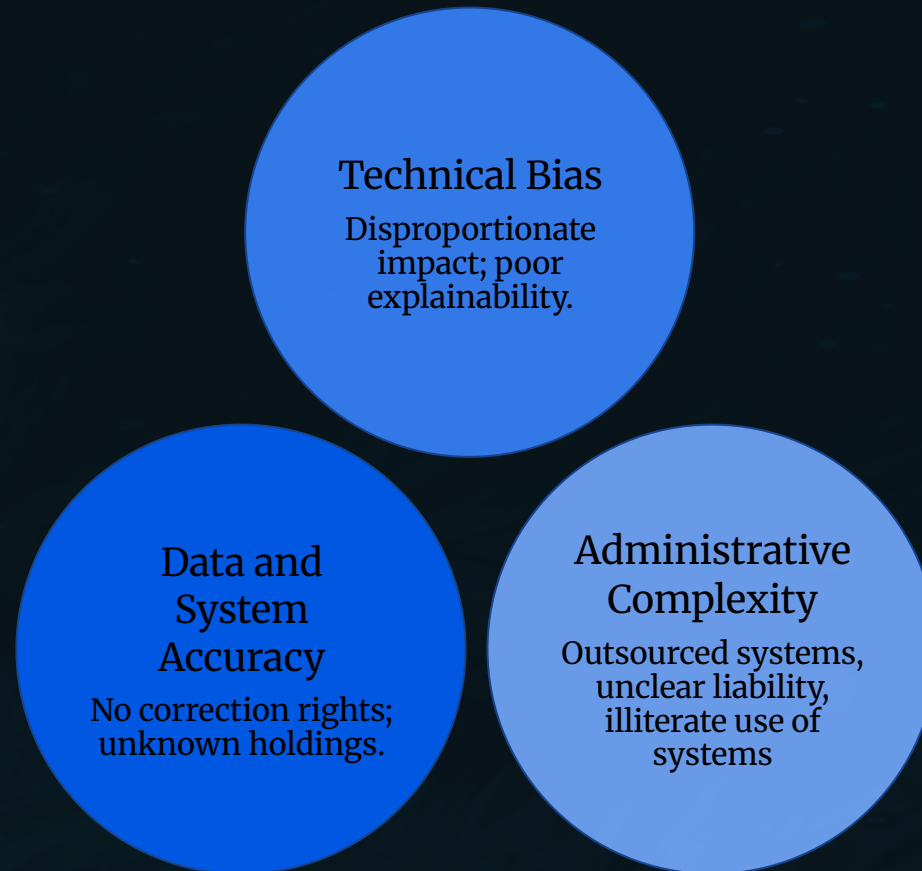 Technical Bias
Disproportionate
impact; poor
explainability.
Data and
System
Accuracy
No correction rights;
unknown holdings.
Administrative
Complexity
Outsourced systems,
unclear liability,
illiterate use of
systems